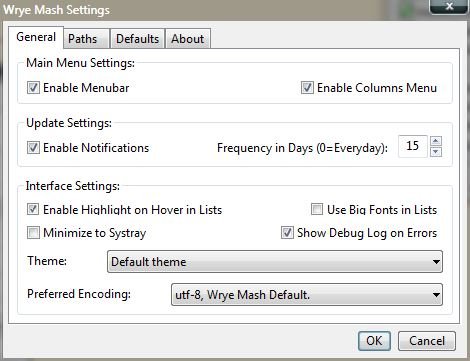 Wrye Mash Settings
x
General Paths Defaults About
Main Menu Settings:
Enable Menubar Enable Columns Menu
Update Settings:
Enable Notifications Frequency in Days (0=Everyday): 15
Interface Settings:
Enable Highlight on Hover in Lists Use Big Fonts in Lists
Minimize to Systray Show Debug Log on Errors
Theme: Default theme
Preferred Encoding: utf-8, Wrye Mash Default.
OK Cancel